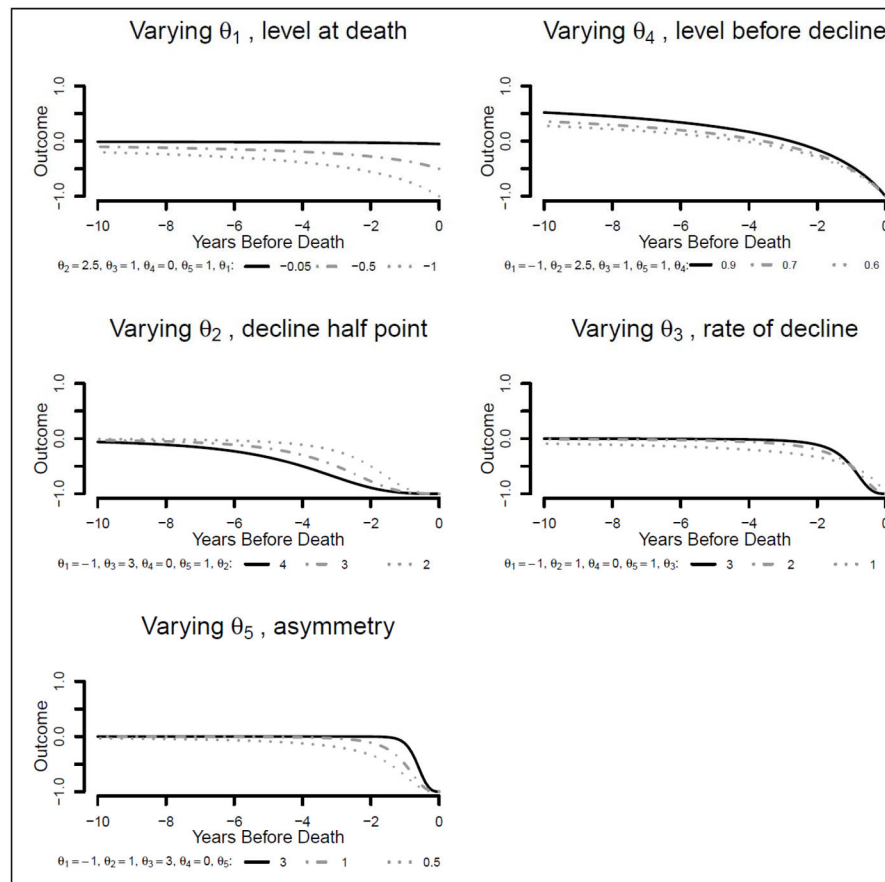 Varying θ1 , level at death
Outcome
1.0
0.0
−1.0
−10 −8 −6 −4 −2 0
Years Before Death
θ2 = 2.5, θ3 = 1, θ4 = 0, θ5 = 1, θ1: −0.05 −0.5 −1
Varying θ4 , level before decline
Outcome
1.0
0.0
−1.0
−10 −8 −6 −4 −2 0
Years Before Death
θ1 = −1, θ2 = 2.5, θ3 = 1, θ5 = 1, θ4: 0.9 0.7 0.6
Varying θ2 , decline half point
Outcome
1.0
0.0
−1.0
−10 −8 −6 −4 −2 0
Years Before Death
θ1 = −1, θ3 = 3, θ4 = 0, θ5 = 1, θ2: 4 3 2
Varying θ3 , rate of decline
Outcome
1.0
0.0
−1.0
−10 −8 −6 −4 −2 0
Years Before Death
θ1 = −1, θ2 = 1, θ4 = 0, θ5 = 1, θ3: 3 2 1
Varying θ5 , asymmetry
Outcome
1.0
0.0
−1.0
−10 −8 −6 −4 −2 0
Years Before Death
θ1 = −1, θ2 = 1, θ3 = 3, θ4 = 0, θ5: 3 1 0.5